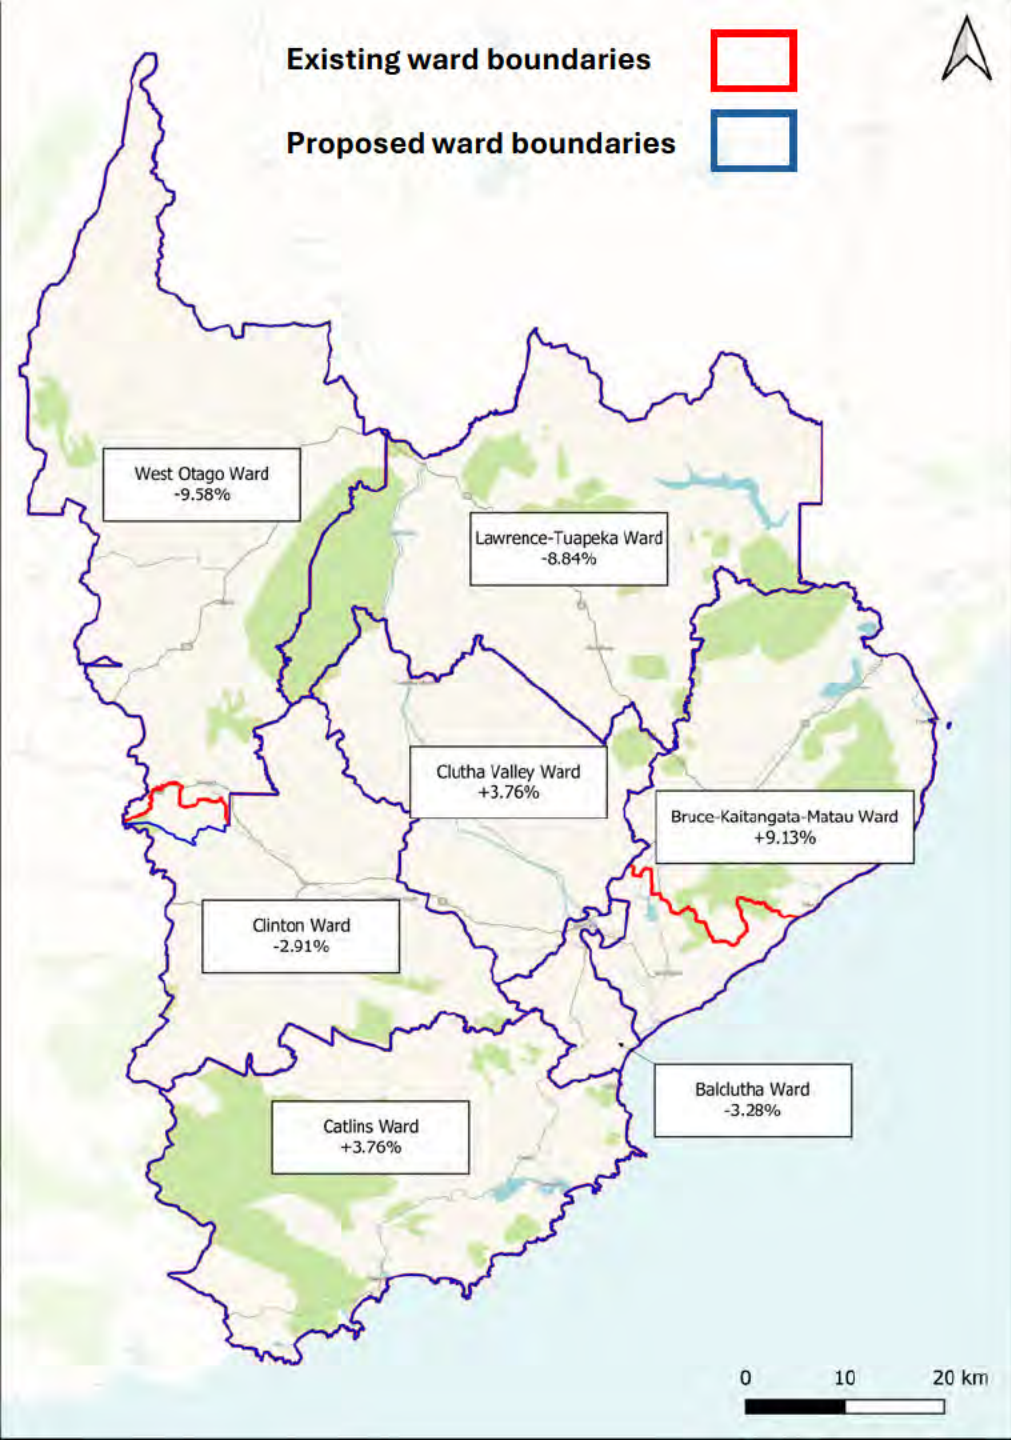 Existing ward boundaries
Proposed ward boundaries
West Otago Ward
-9.58%
Lawrence-Tuapeka Ward
-8.84%
Clutha Valley Ward
+3.76%
Bruce-Kaitangata-Matau Ward
+9.13%
Clinton Ward
-2.91%
Balclutha Ward
-3.28%
Catlins Ward
+3.76%
0 10 20 km